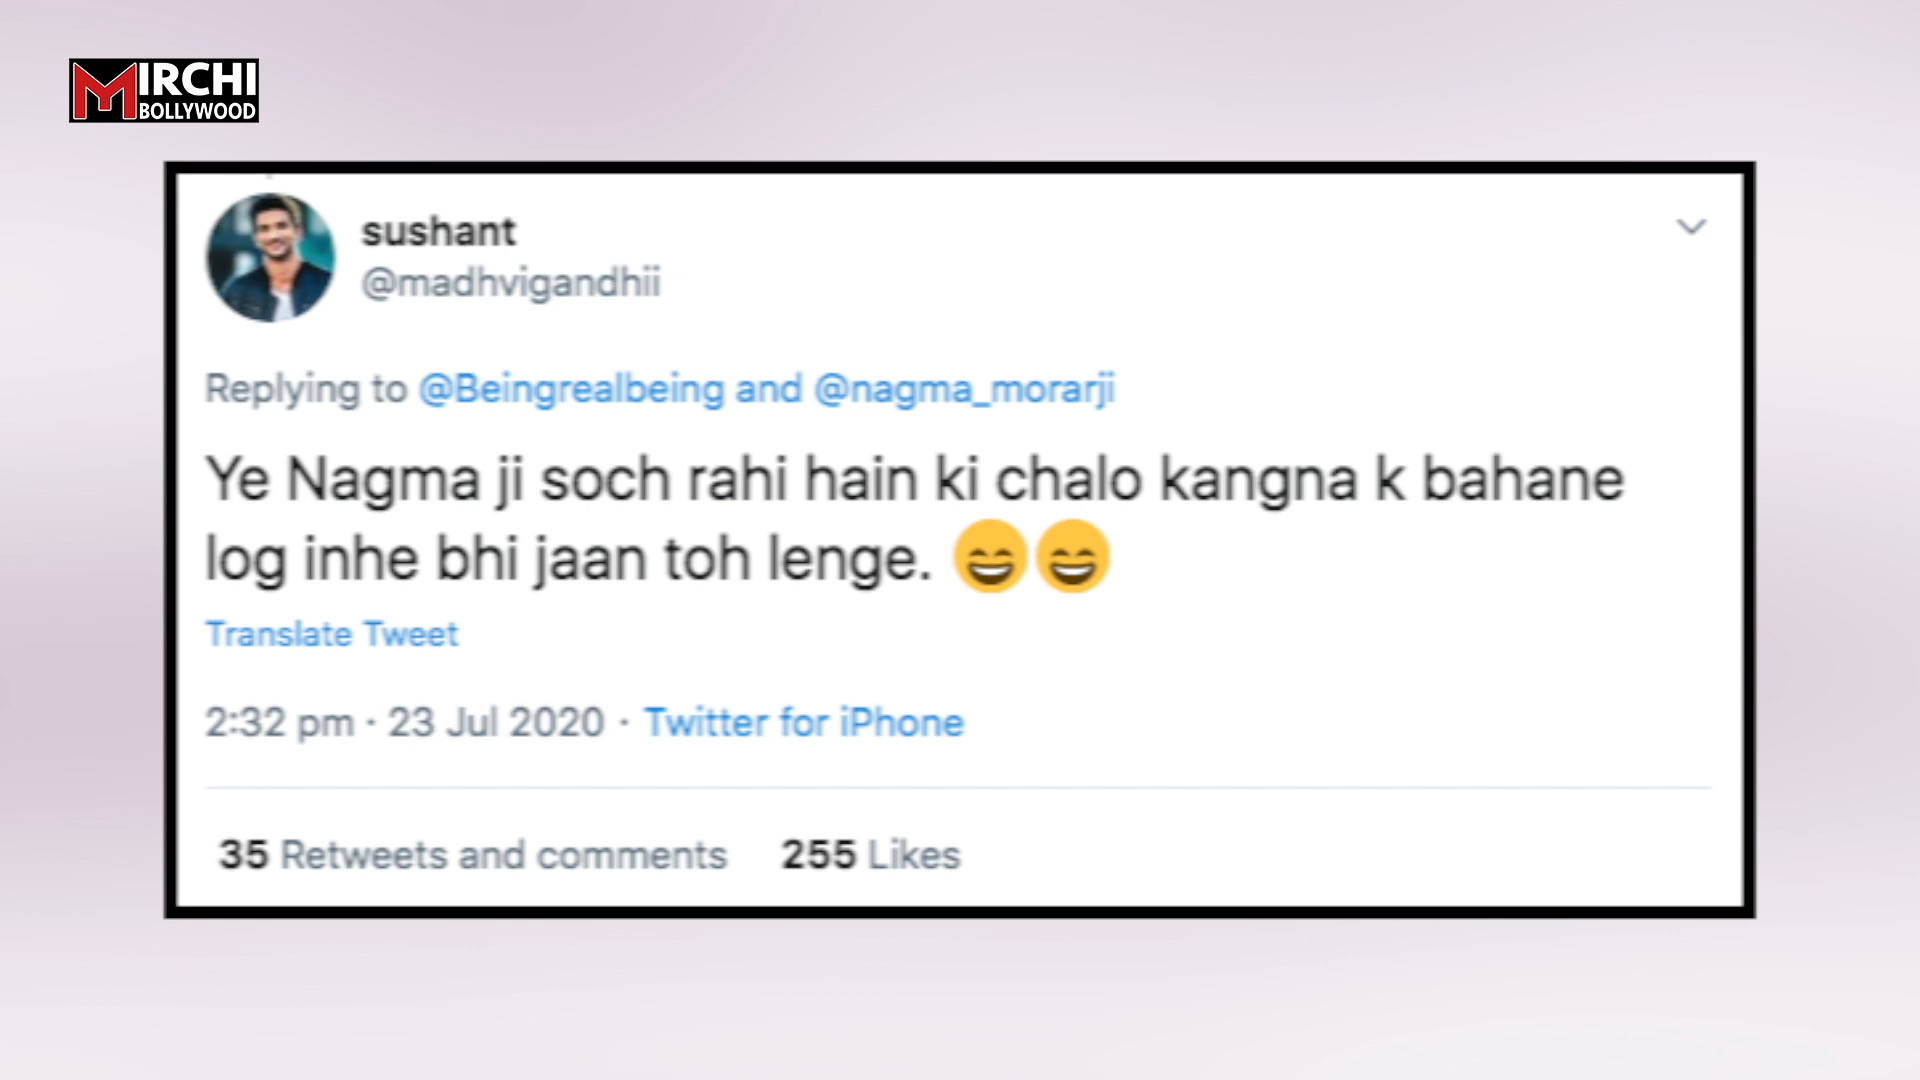 MIRCHI
BOLLYWOOD
sushant
@madhvigandhii
Replying to @Beingrealbeing and @nagma_morarji
Ye Nagma ji soch rahi hain ki chalo kangna k bahane
log inhe bhi jaan toh lenge. 😄😄
Translate Tweet
2:32 pm · 23 Jul 2020 · Twitter for iPhone
35 Retweets and comments 255 Likes